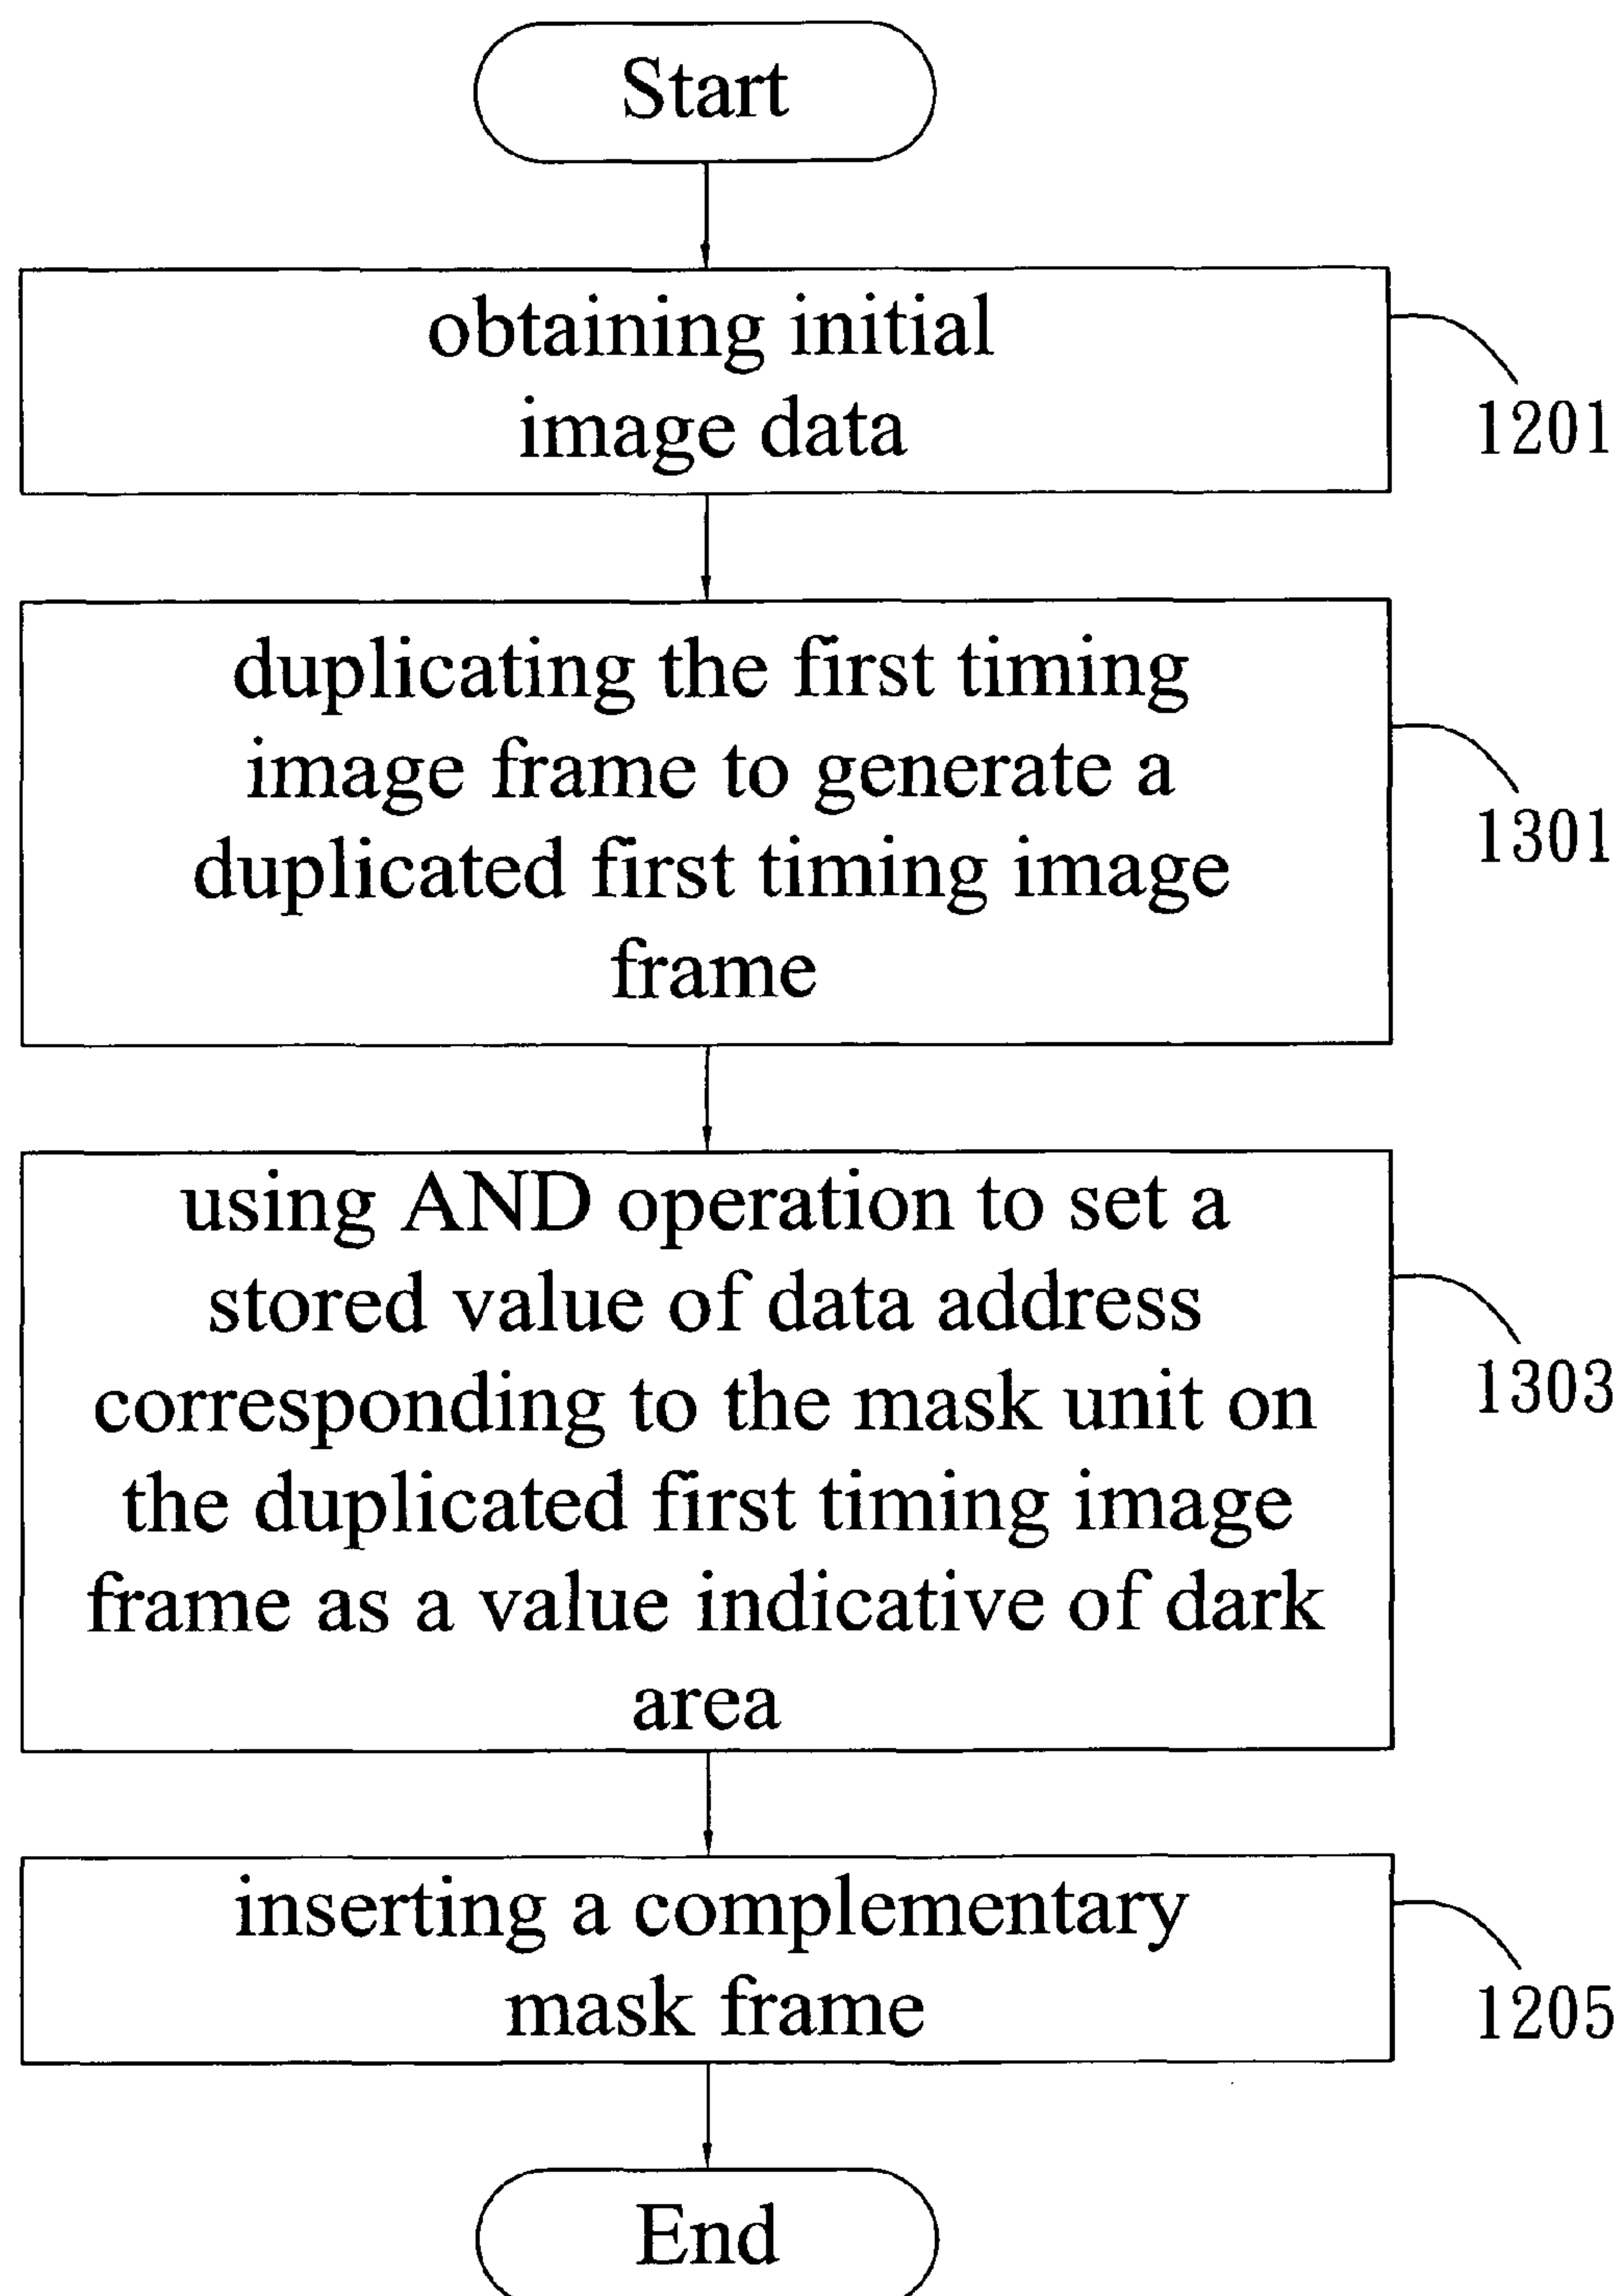 Start
obtaining initial
image data
1201
duplicating the first timing
image frame to generate a
duplicated first timing image
frame
1301
using AND operation to set a
stored value of data address
corresponding to the mask unit on
the duplicated first timing image
frame as a value indicative of dark
area
1303
inserting a complementary
mask frame
1205
End